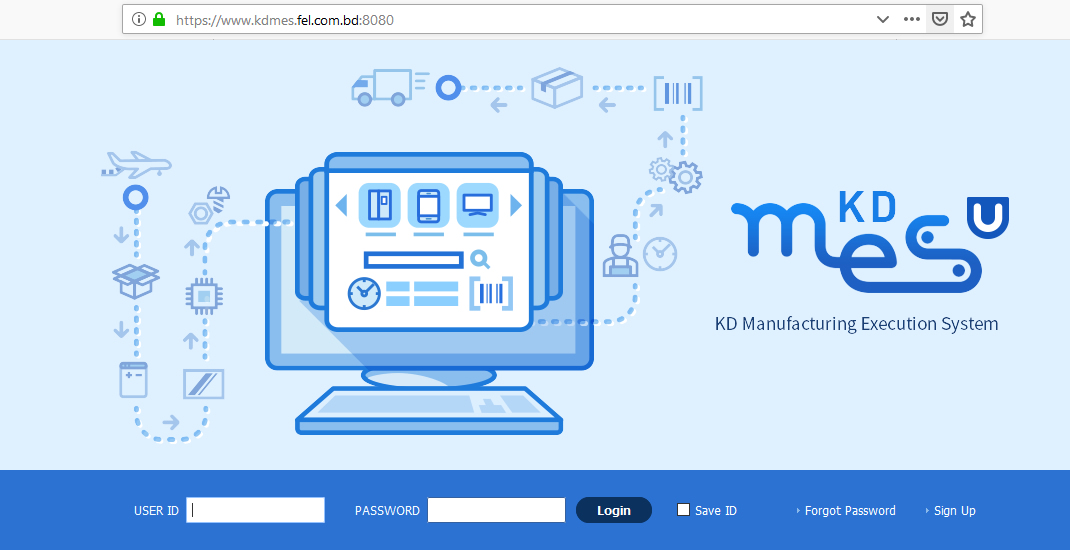 https://www.kdmes.fel.com.bd:8080
KD
mes U
KD Manufacturing Execution System
USER ID
PASSWORD
Login
Save ID
Forgot Password
Sign Up